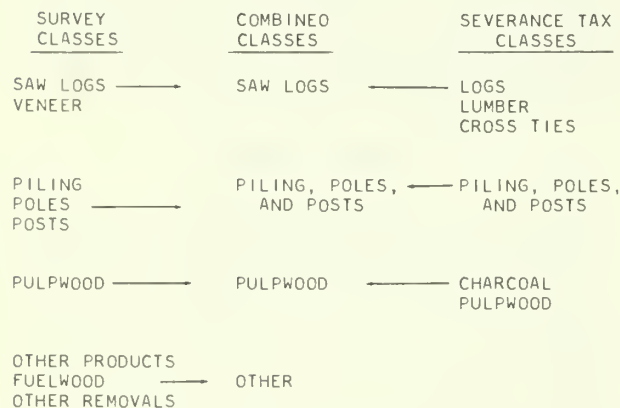 SURVEY CLASSES
COMBINEO CLASSES
SEVERANCE TAX CLASSES
SAW LOGS
VENEER
SAW LOGS
LOGS
LUMBER
CROSS TIES
PILING
POLES
POSTS
PILING, POLES,
AND POSTS
PILING, POLES,
AND POSTS
PULPWOOD
PULPWOOD
CHARCOAL
PULPWOOD
OTHER PRODUCTS
FUELWOOD
OTHER REMOVALS
OTHER